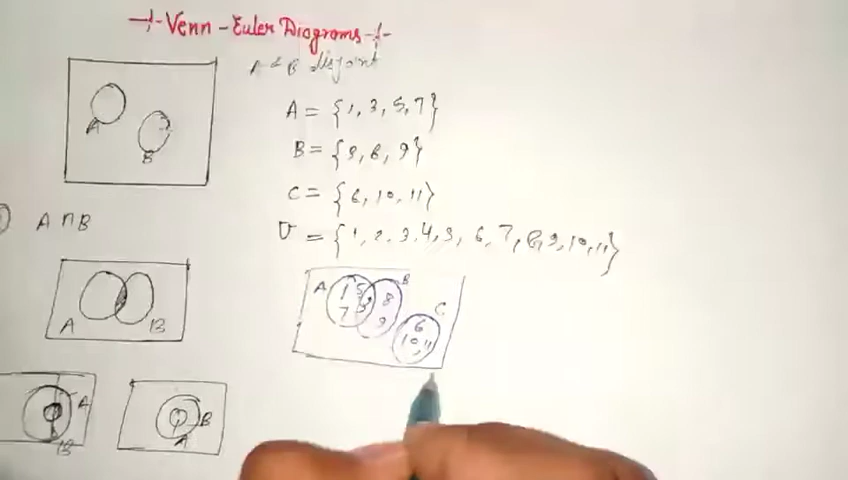 Venn - Euler Diagrams
A & B disjoint
A = {1, 3, 5, 7}
A
B = {3, 8, 9}
B
C = {6, 10, 11}
A ∩ B
U = {1, 2, 3, 4, 5, 6, 7, 8, 9, 10, 11}
A B
A B C
1 5 3 8
7 9
6
10, 11
A
B
B
A